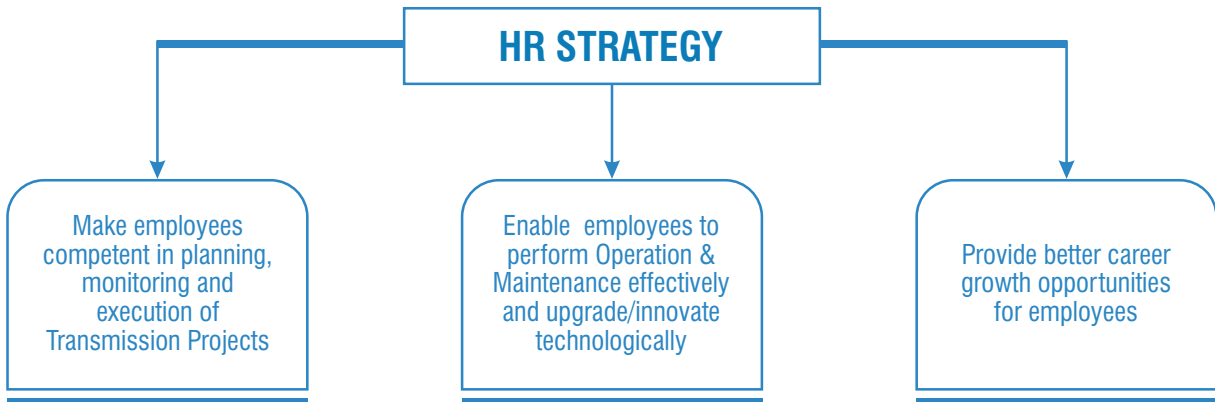 HR STRATEGY
Make employees
competent in planning,
monitoring and
execution of
Transmission Projects
Enable employees to
perform Operation &
Maintenance effectively
and upgrade/innovate
technologically
Provide better career
growth opportunities
for employees